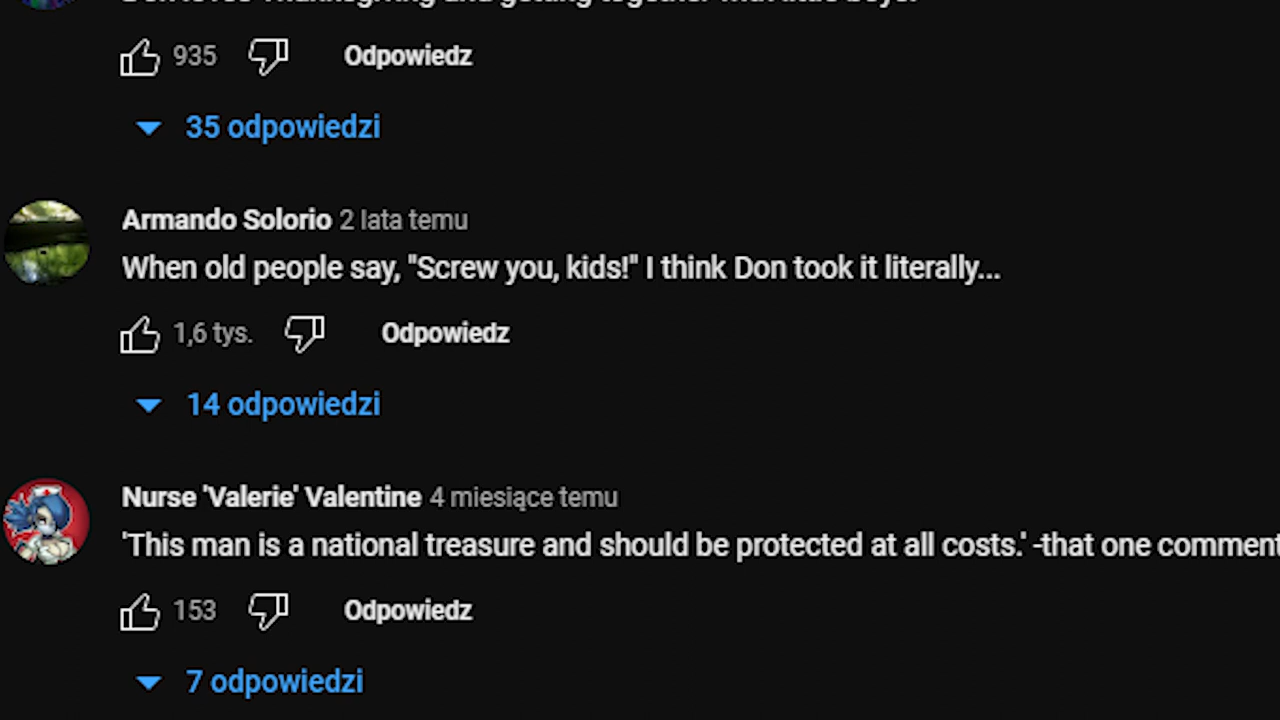 935 Odpowiedz
35 odpowiedzi
Armando Solorio 2 lata temu
When old people say, "Screw you, kids!" I think Don took it literally...
1,6 tys. Odpowiedz
14 odpowiedzi
Nurse 'Valerie' Valentine 4 miesiące temu
'This man is a national treasure and should be protected at all costs.' -that one comment
153 Odpowiedz
7 odpowiedzi